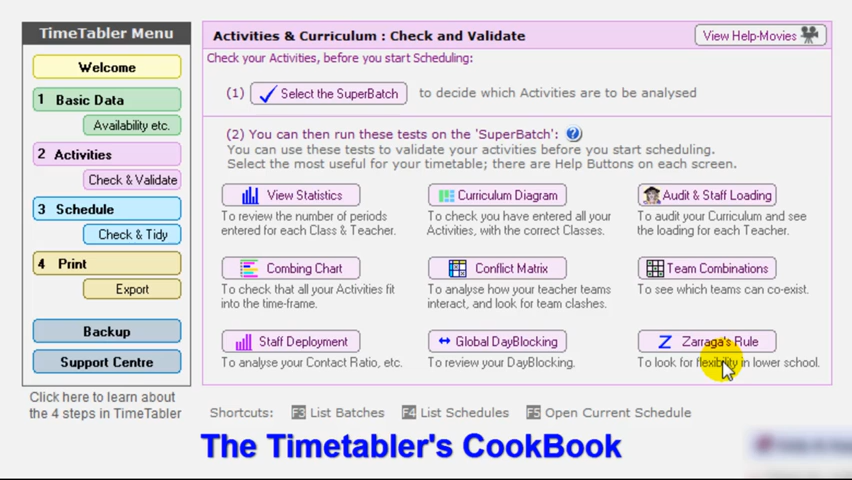 TimeTabler Menu
Welcome
1 Basic Data
Availability etc.
2 Activities
Check & Validate
3 Schedule
Check & Tidy
4 Print
Export
Backup
Support Centre
Click here to learn about
the 4 steps in TimeTabler
Activities & Curriculum : Check and Validate
View Help-Movies
Check your Activities, before you start Scheduling:
(1) Select the SuperBatch to decide which Activities are to be analysed
(2) You can then run these tests on the 'SuperBatch':
You can use these tests to validate your activities before you start scheduling.
Select the most useful for your timetable; there are Help Buttons on each screen.
View Statistics
To review the number of periods
entered for each Class & Teacher.
Curriculum Diagram
To check you have entered all your
Activities, with the correct Classes.
Audit & Staff Loading
To audit your Curriculum and see
the loading for each Teacher.
Combing Chart
To check that all your Activities fit
into the time-frame.
Conflict Matrix
To analyse how your teacher teams
interact, and look for team clashes.
Team Combinations
To see which teams can co-exist.
Staff Deployment
To analyse your Contact Ratio, etc.
Global DayBlocking
To review your DayBlocking.
Z Zarraga's Rule
To look for flexibility in lower school.
Shortcuts: F3 List Batches F4 List Schedules F5 Open Current Schedule
The Timetabler's CookBook